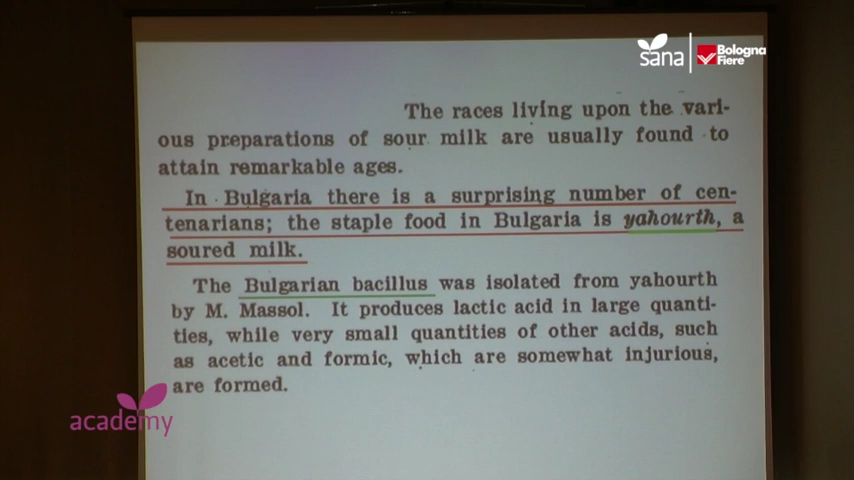 sana
Bologna
Fiere
The races living upon the vari-
ous preparations of sour milk are usually found to
attain remarkable ages.
In Bulgaria there is a surprising number of cen-
tenarians; the staple food in Bulgaria is yahourth, a
soured milk.
The Bulgarian bacillus was isolated from yahourth
by M. Massol. It produces lactic acid in large quanti-
ties, while very small quantities of other acids, such
as acetic and formic, which are somewhat injurious,
are formed.
academy